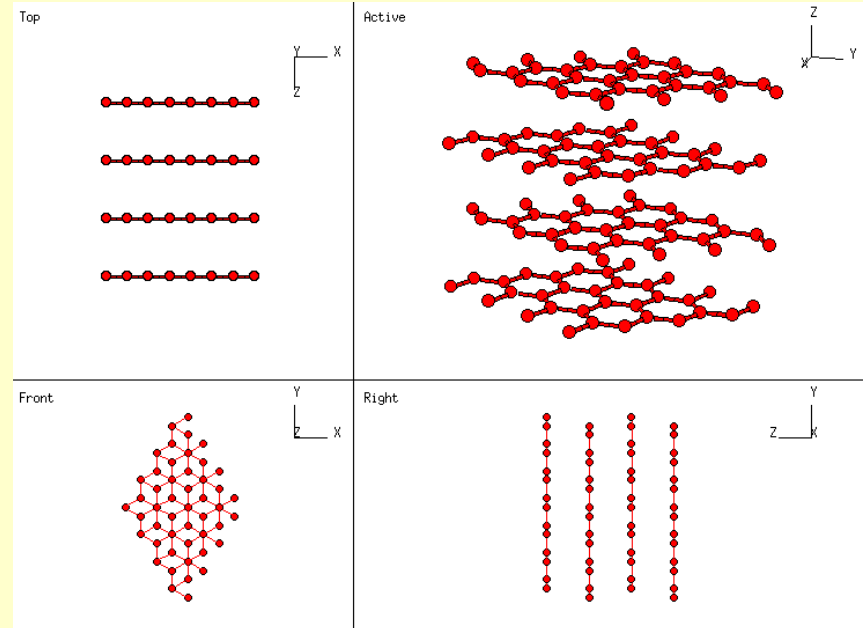 Top
Y X
Z
Active
Z
X Y
Front
Y
Z X
Right
Y
Z X